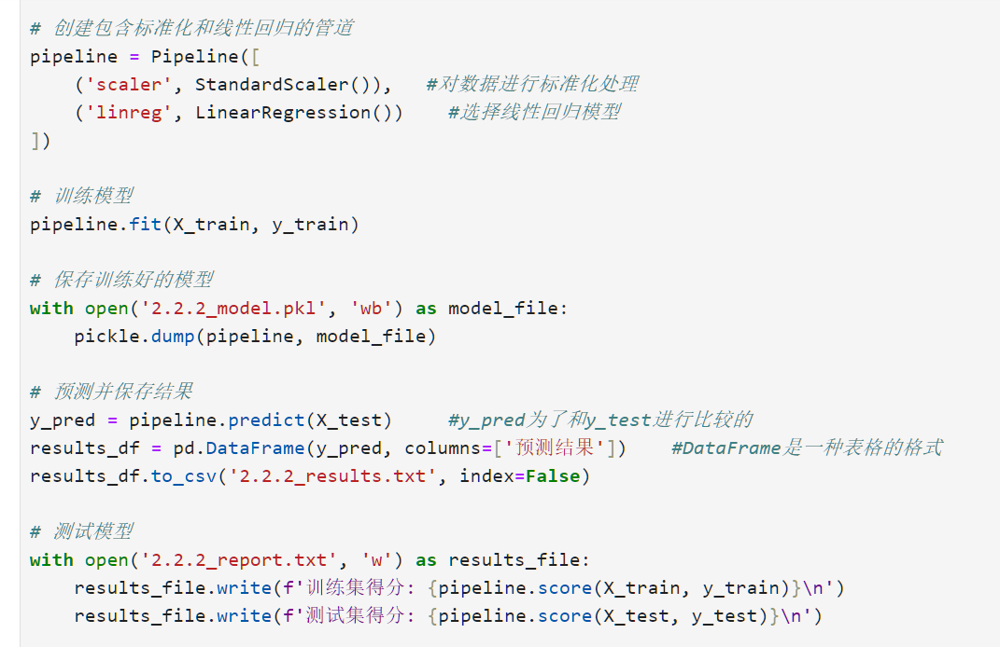 # 创建包含标准化和线性回归的管道
pipeline = Pipeline([
    ('scaler', StandardScaler()),   #对数据进行标准化处理
    ('linreg', LinearRegression())    #选择线性回归模型
])
# 训练模型
pipeline.fit(X_train, y_train)
# 保存训练好的模型
with open('2.2.2_model.pkl', 'wb') as model_file:
    pickle.dump(pipeline, model_file)
# 预测并保存结果
y_pred = pipeline.predict(X_test)     #y_pred为了和y_test进行比较的
results_df = pd.DataFrame(y_pred, columns=['预测结果'])    #DataFrame是一种表格的格式
results_df.to_csv('2.2.2_results.txt', index=False)
# 测试模型
with open('2.2.2_report.txt', 'w') as results_file:
    results_file.write(f'训练集得分: {pipeline.score(X_train, y_train)}\n')
    results_file.write(f'测试集得分: {pipeline.score(X_test, y_test)}\n')